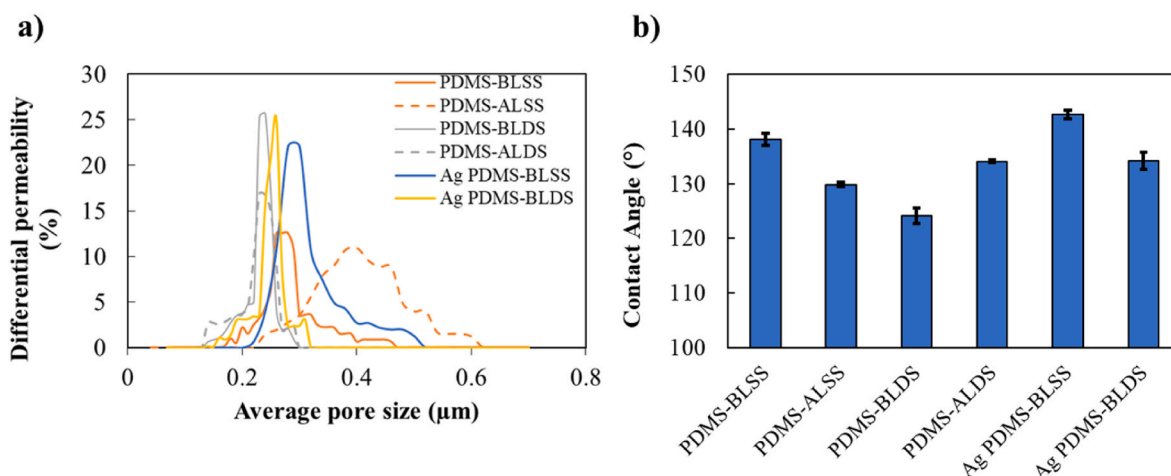 a)
Differential permeability
(%)
30
25
20
15
10
5
0
0
0.2
0.4
0.6
0.8
Average pore size (µm)
PDMS-BLSS
PDMS-ALSS
PDMS-BLDS
PDMS-ALDS
Ag PDMS-BLSS
Ag PDMS-BLDS
b)
Contact Angle (°)
150
140
130
120
110
100
PDMS-BLSS
PDMS-ALSS
PDMS-BLDS
PDMS-ALDS
Ag PDMS-BLSS
Ag PDMS-BLDS